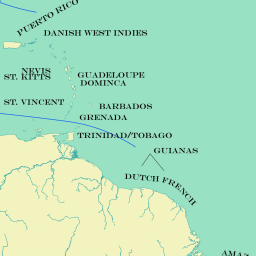 PUERTO RICO
DANISH WEST INDIES
NEVIS
ST. KITTS
GUADELOUPE
DOMINCA
ST. VINCENT
BARBADOS
GRENADA
TRINIDAD/TOBAGO
GUIANAS
DUTCH FRENCH
AMAZ